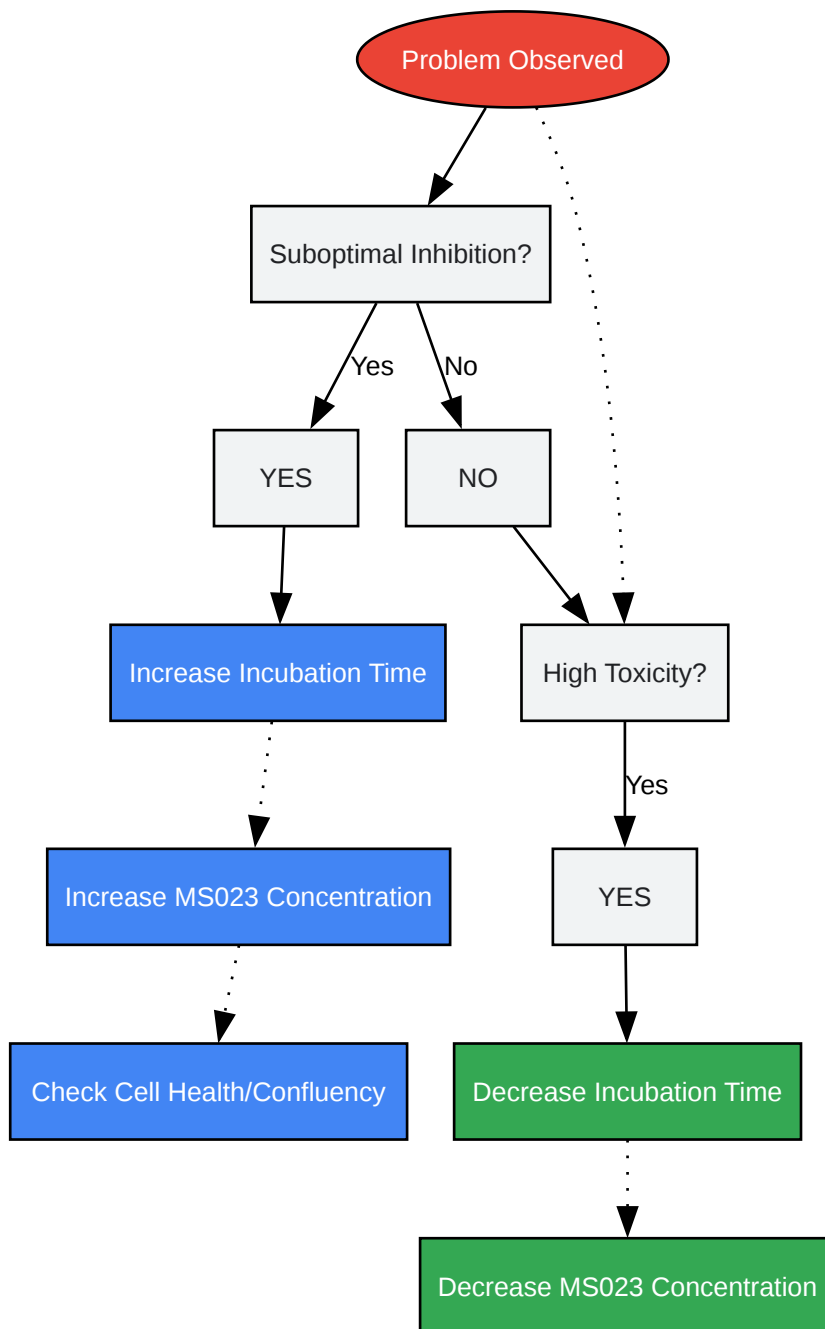 Problem Observed
Suboptimal Inhibition?
Yes
No
YES
NO
Increase Incubation Time
High Toxicity?
Yes
Increase MS023 Concentration
YES
Check Cell Health/Confluency
Decrease Incubation Time
Decrease MS023 Concentration